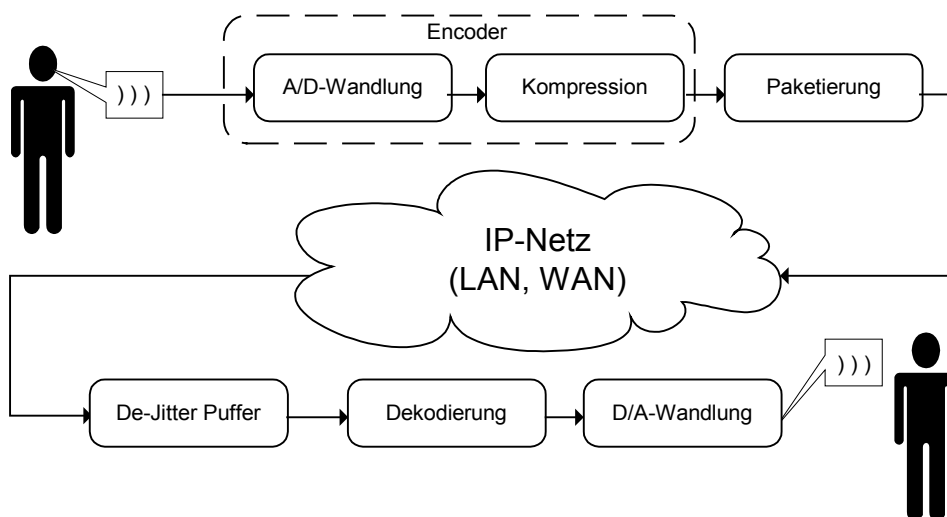 Encoder
) ) )
A/D-Wandlung
Kompression
Paketierung
IP-Netz
(LAN, WAN)
) ) )
De-Jitter Puffer
Dekodierung
D/A-Wandlung